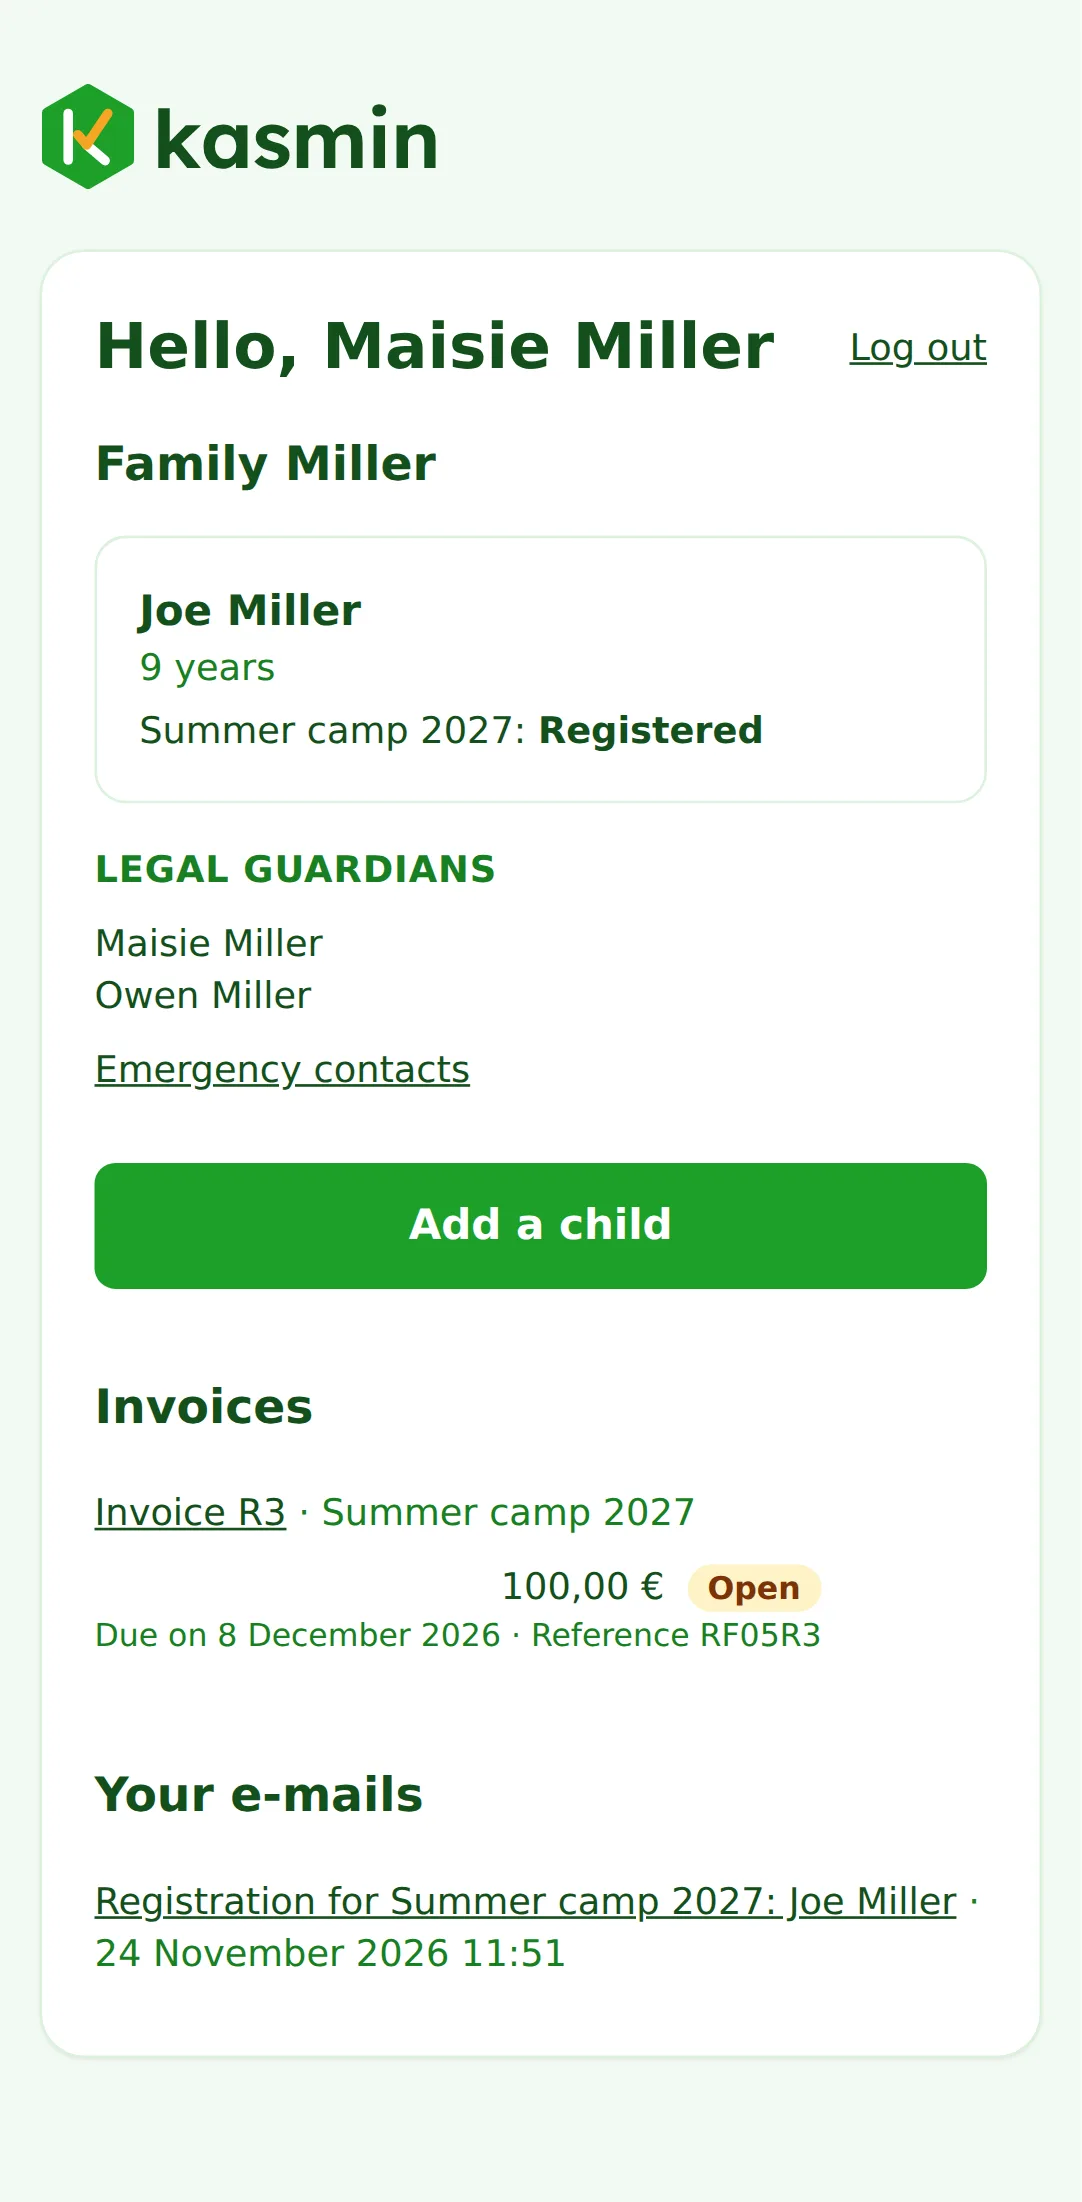 kasmin
Hello, Maisie Miller
Log out
Family Miller
Joe Miller
9 years
Summer camp 2027: Registered
LEGAL GUARDIANS
Maisie Miller
Owen Miller
Emergency contacts
Add a child
Invoices
Invoice R3 · Summer camp 2027
100,00 € Open
Due on 8 December 2026 · Reference RF05R3
Your e-mails
Registration for Summer camp 2027: Joe Miller ·
24 November 2026 11:51